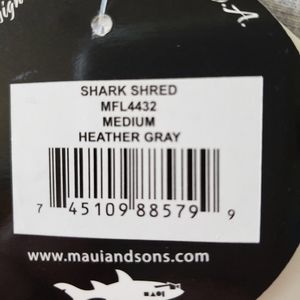 SHARK SHRED
MFL4432
MEDIUM
HEATHER GRAY
7 45109 88579 9
www.mauiandsons.com